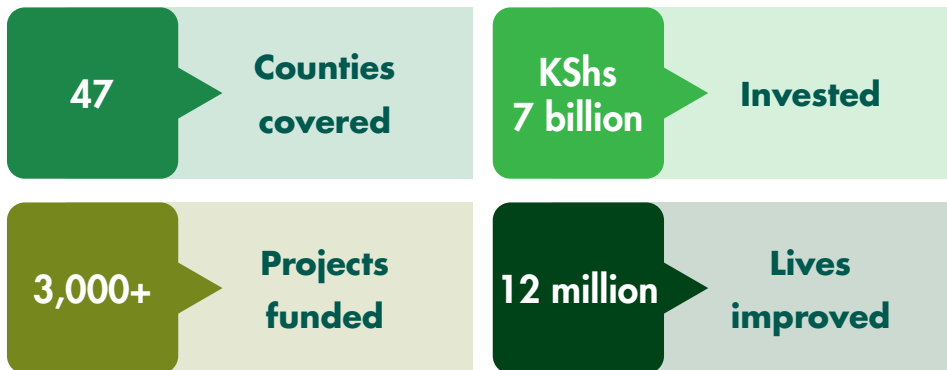 47
Counties
covered
KShs
7 billion
Invested
3,000+
Projects
funded
12 million
Lives
improved